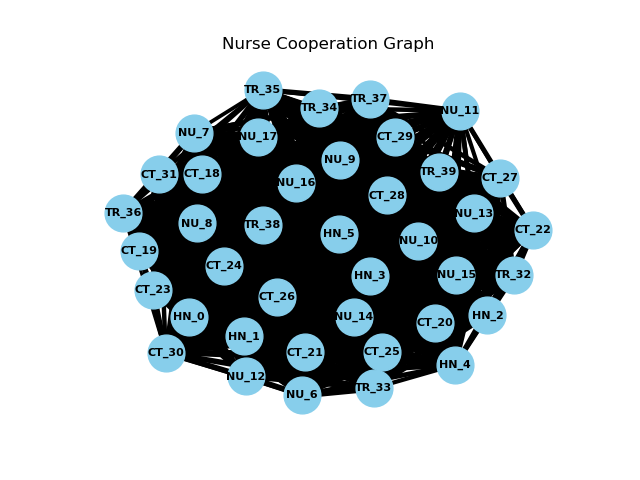 Nurse Cooperation Graph
TR_35
TR_37
TR_34
NU_11
NU_7
NU_17
CT_29
NU_9
CT_31
CT_18
TR_39
CT_27
NU_16
CT_28
TR_36
NU_13
NU_8
TR_38
CT_22
HN_5
NU_10
CT_19
CT_24
HN_3
NU_15
TR_32
CT_23
CT_26
HN_0
NU_14
HN_2
CT_20
HN_1
CT_30
CT_21
CT_25
HN_4
NU_12
TR_33
NU_6